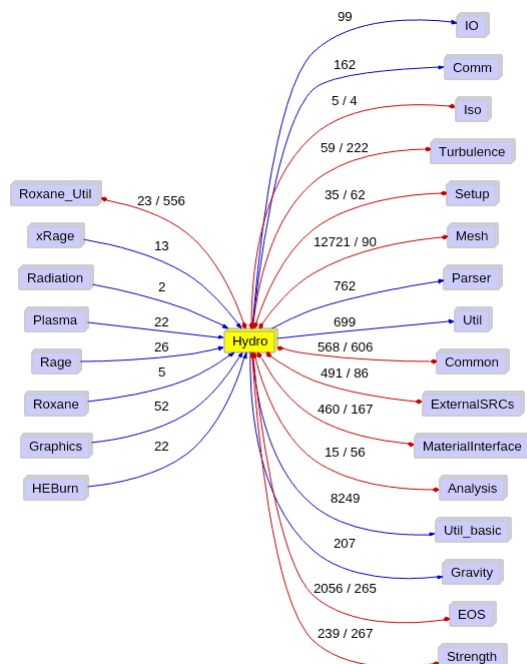 99
IO
162
Comm
5 / 4
Iso
59 / 222
Turbulence
Roxane_Util
23 / 556
35 / 62
Setup
xRage
13
12721 / 90
Mesh
Radiation
2
762
Parser
Plasma
22
699
Util
Hydro
Rage
26
568 / 606
Common
Roxane
5
491 / 86
ExternalSRCs
Graphics
52
460 / 167
MaterialInterface
HEBurn
22
15 / 56
Analysis
8249
Util_basic
207
Gravity
2056 / 265
EOS
239 / 267
Strength